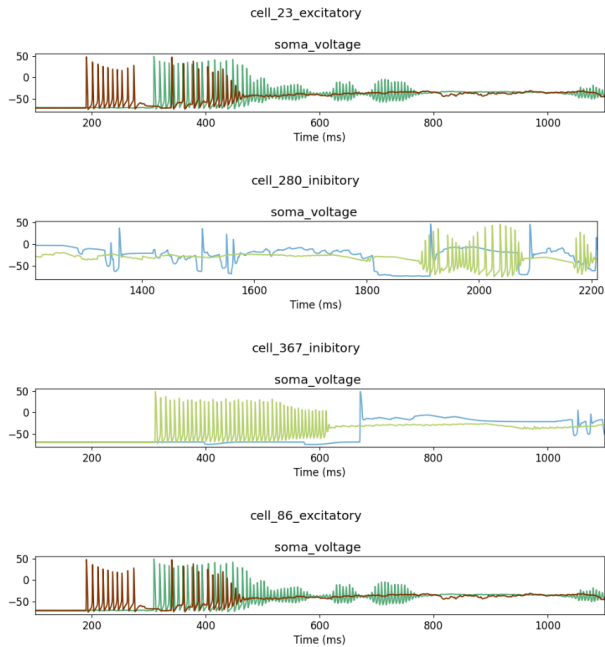 cell_23_excitatory
soma_voltage
50
0
−50
200 400 600 800 1000
Time (ms)
cell_280_inibitory
soma_voltage
50
0
−50
1400 1600 1800 2000 2200
Time (ms)
cell_367_inibitory
soma_voltage
50
0
−50
200 400 600 800 1000
Time (ms)
cell_86_excitatory
soma_voltage
50
0
−50
200 400 600 800 1000
Time (ms)